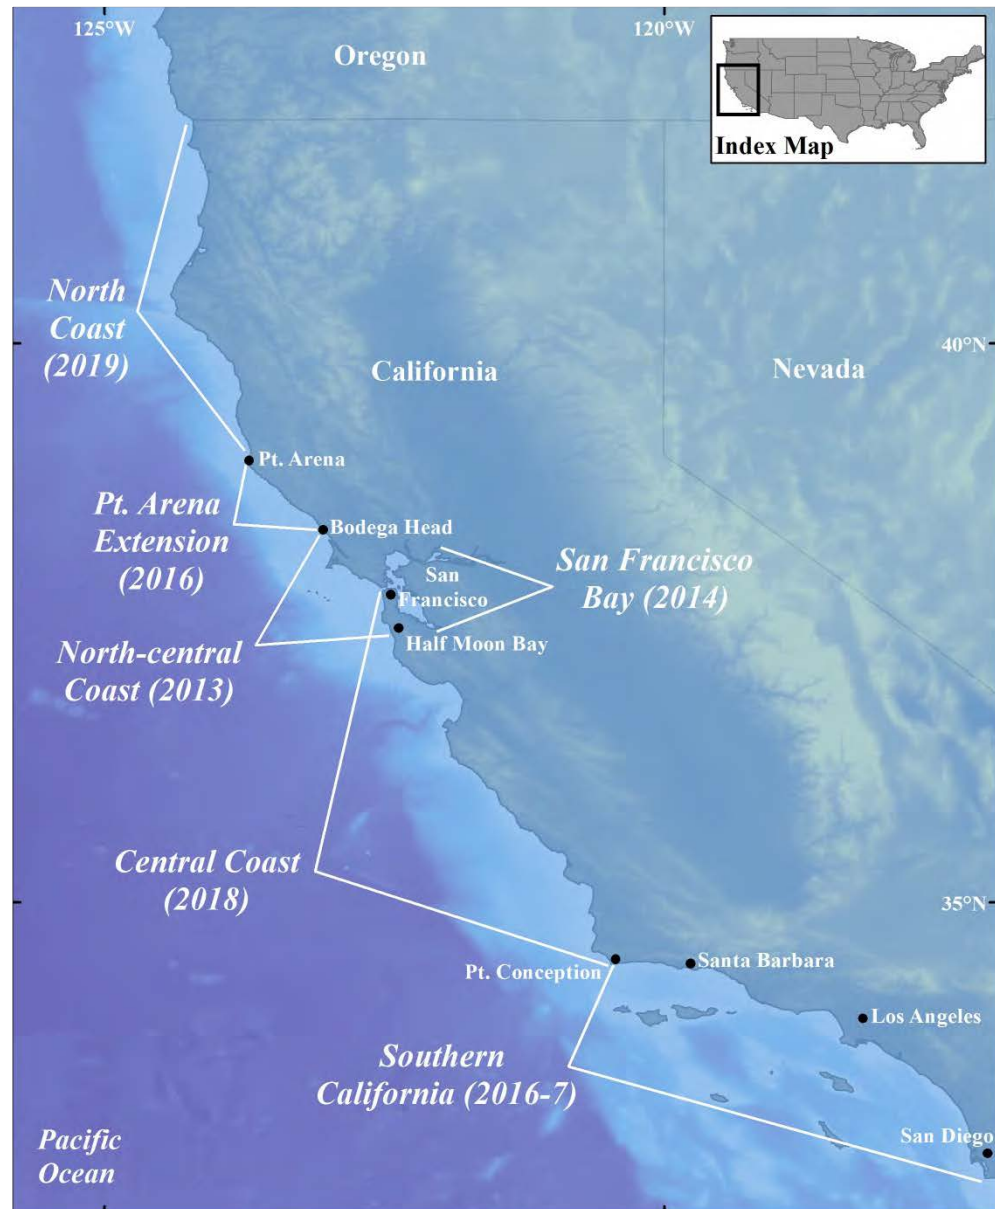 125°W
120°W
Oregon
Index Map
North
Coast
(2019)
40°N
California
Nevada
Pt. Arena
Pt. Arena
Extension
(2016)
Bodega Head
San
Francisco
San Francisco
Bay (2014)
Half Moon Bay
North-central
Coast (2013)
Central Coast
(2018)
35°N
Pt. Conception
Santa Barbara
Los Angeles
Southern
California (2016-7)
San Diego
Pacific
Ocean